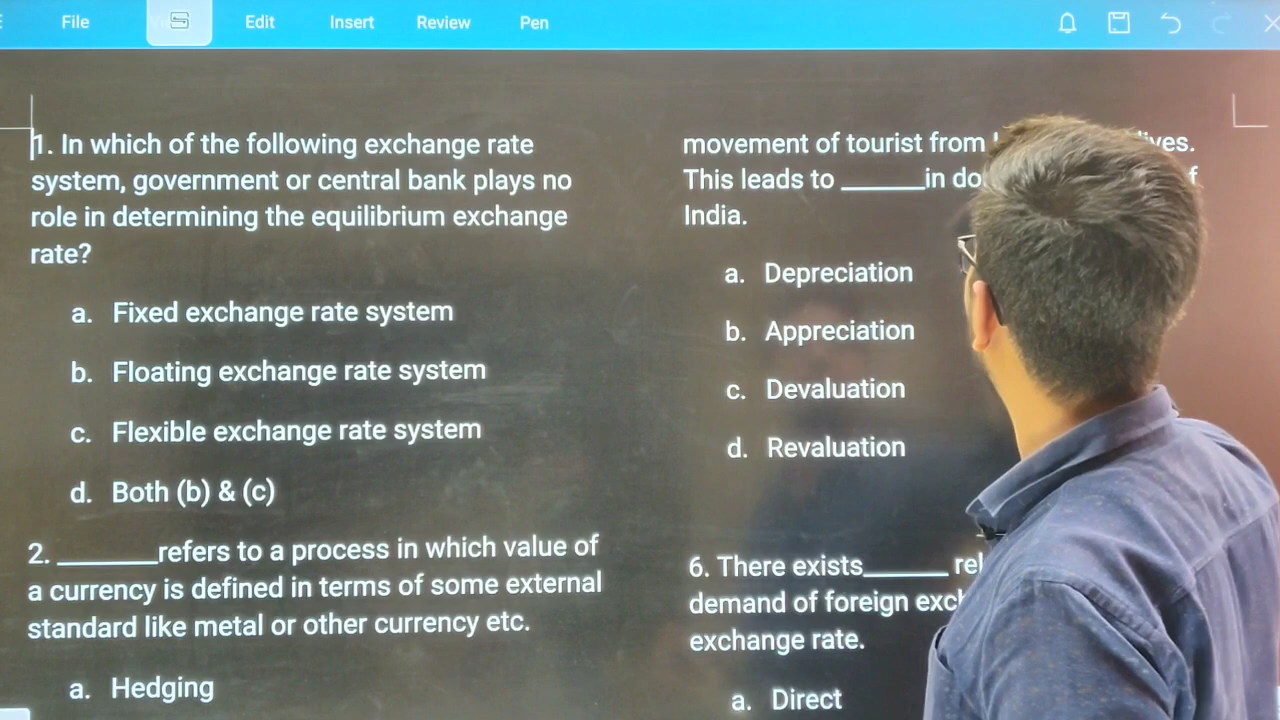 File
Edit
Insert
Review
Pen
1. In which of the following exchange rate
system, government or central bank plays no
role in determining the equilibrium exchange
rate?
a. Fixed exchange rate system
b. Floating exchange rate system
c. Flexible exchange rate system
d. Both (b) & (c)
2. ________refers to a process in which value of
a currency is defined in terms of some external
standard like metal or other currency etc.
a. Hedging
movement of tourist from
This leads to _______in
India.
a. Depreciation
b. Appreciation
c. Devaluation
d. Revaluation
6. There exists_______
demand of foreign
exchange rate.
a. Direct